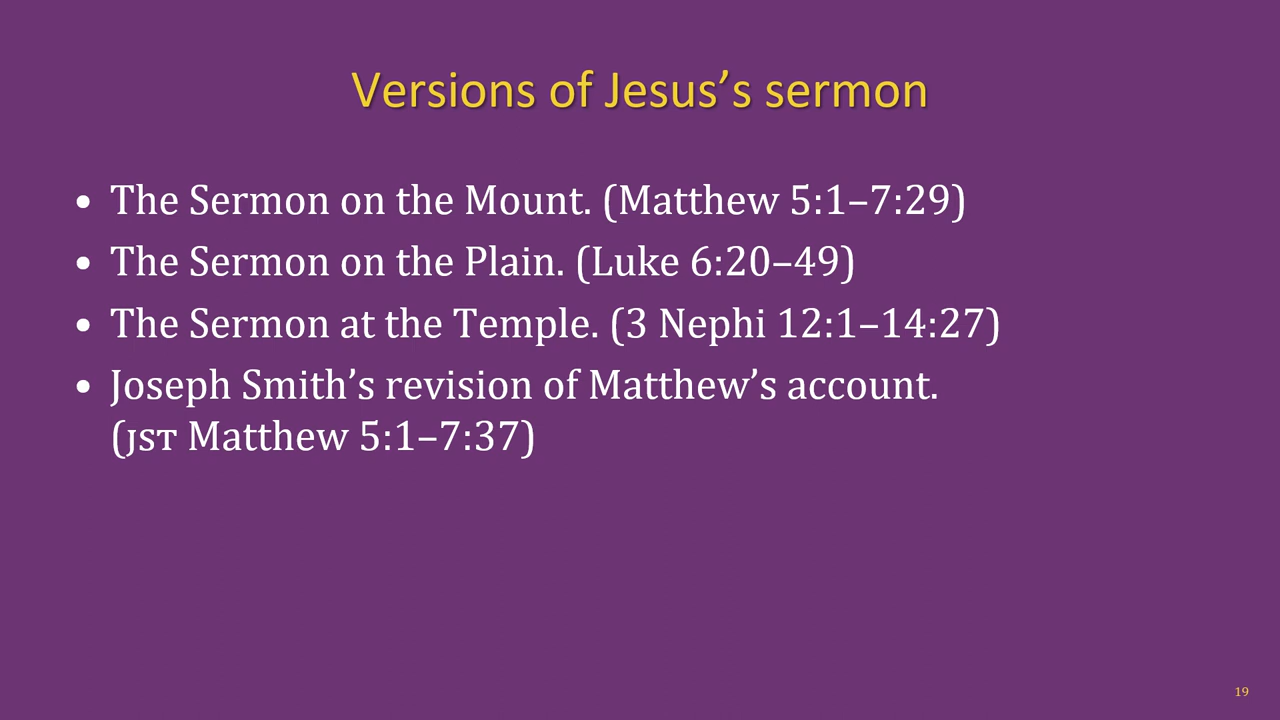 Versions of Jesus’s sermon
• The Sermon on the Mount. (Matthew 5:1–7:29)
• The Sermon on the Plain. (Luke 6:20–49)
• The Sermon at the Temple. (3 Nephi 12:1–14:27)
• Joseph Smith’s revision of Matthew’s account.
(ᴊsᴛ Matthew 5:1–7:37)
19